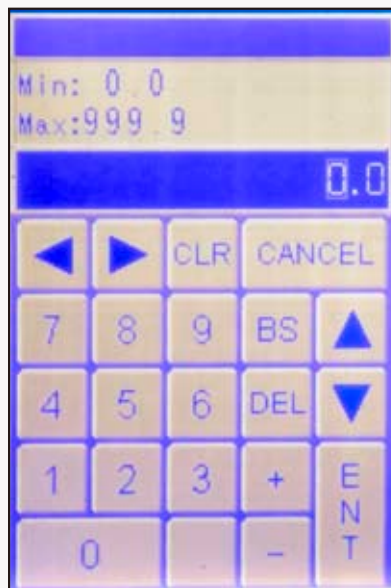 Min: 0.0
Max:999.9
0.0
◀ ▶ CLR CANCEL
7 8 9 BS ▲
4 5 6 DEL ▼
1 2 3 + ENT
0 . -